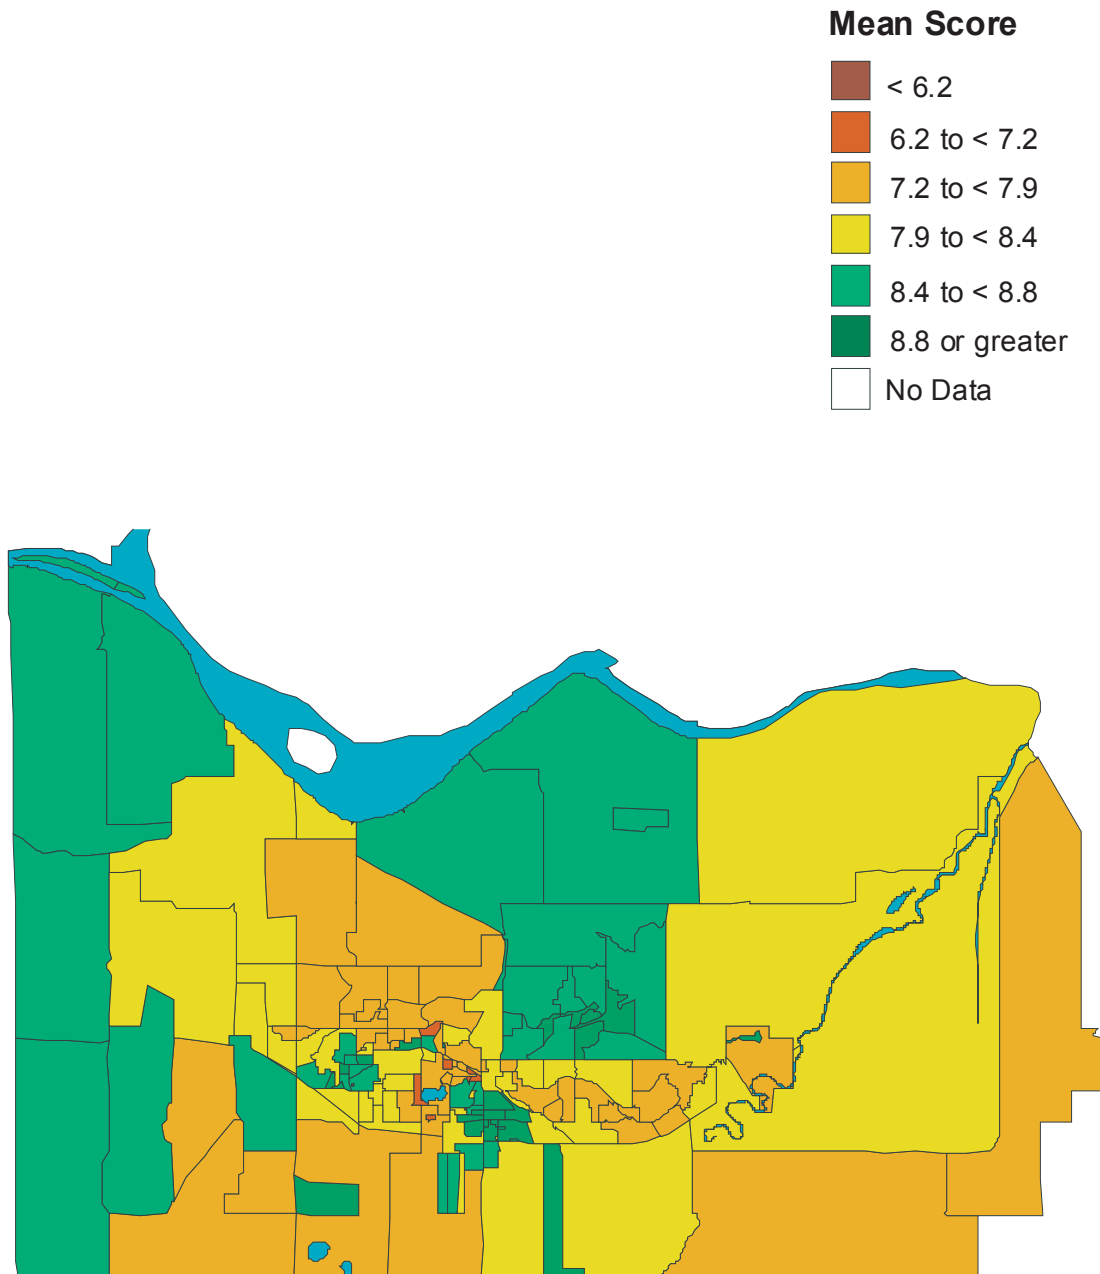 Mean Score
< 6.2
6.2 to < 7.2
7.2 to < 7.9
7.9 to < 8.4
8.4 to < 8.8
8.8 or greater
No Data